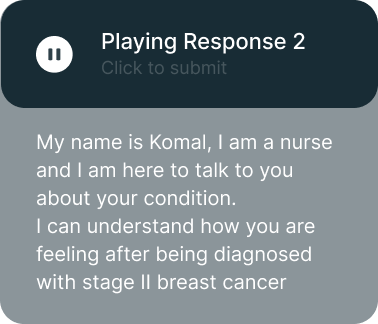 Playing Response 2
Click to submit
My name is Komal, I am a nurse
and I am here to talk to you
about your condition.
I can understand how you are
feeling after being diagnosed
with stage II breast cancer